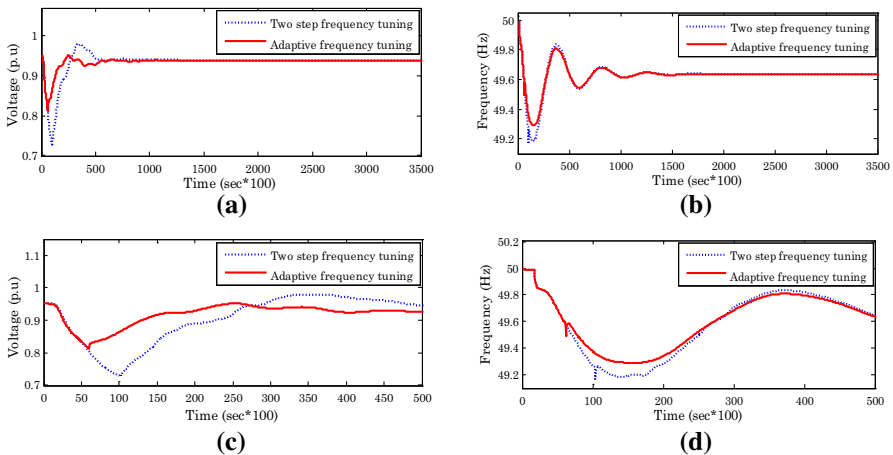 Two step frequency tuning
Adaptive frequency tuning
Voltage (p.u)
1
0.9
0.8
0.7
0 500 1000 1500 2000 2500 3000 3500
Time (sec*100)
(a)
Two step frequency tuning
Adaptive frequency tuning
Frequency (Hz)
50
49.8
49.6
49.4
49.2
0 500 1000 1500 2000 2500 3000 3500
Time (sec*100)
(b)
Two step frequency tuning
Adaptive frequency tuning
Voltage (p.u)
1.1
1
0.9
0.8
0.7
0 50 100 150 200 250 300 350 400 450 500
Time (sec*100)
(c)
Two step frequency tuning
Adaptive frequency tuning
Frequency (Hz)
50.2
50
49.8
49.6
49.4
49.2
0 100 200 300 400 500
Time (sec*100)
(d)